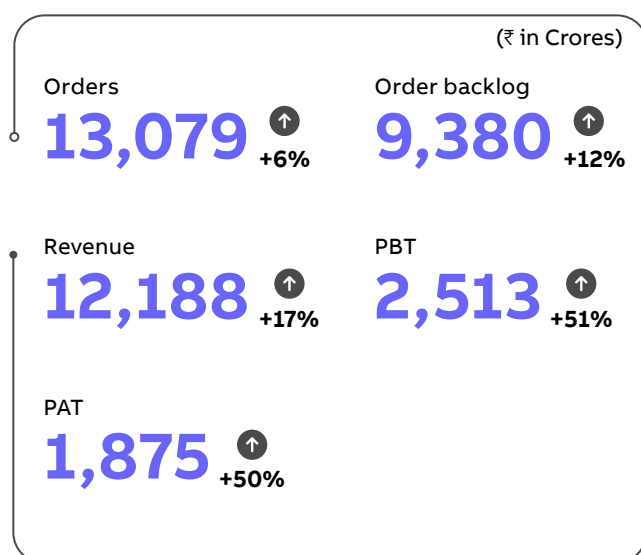 (₹ in Crores)
Orders
13,079
+6%
Order backlog
9,380
+12%
Revenue
12,188
+17%
PBT
2,513
+51%
PAT
1,875
+50%